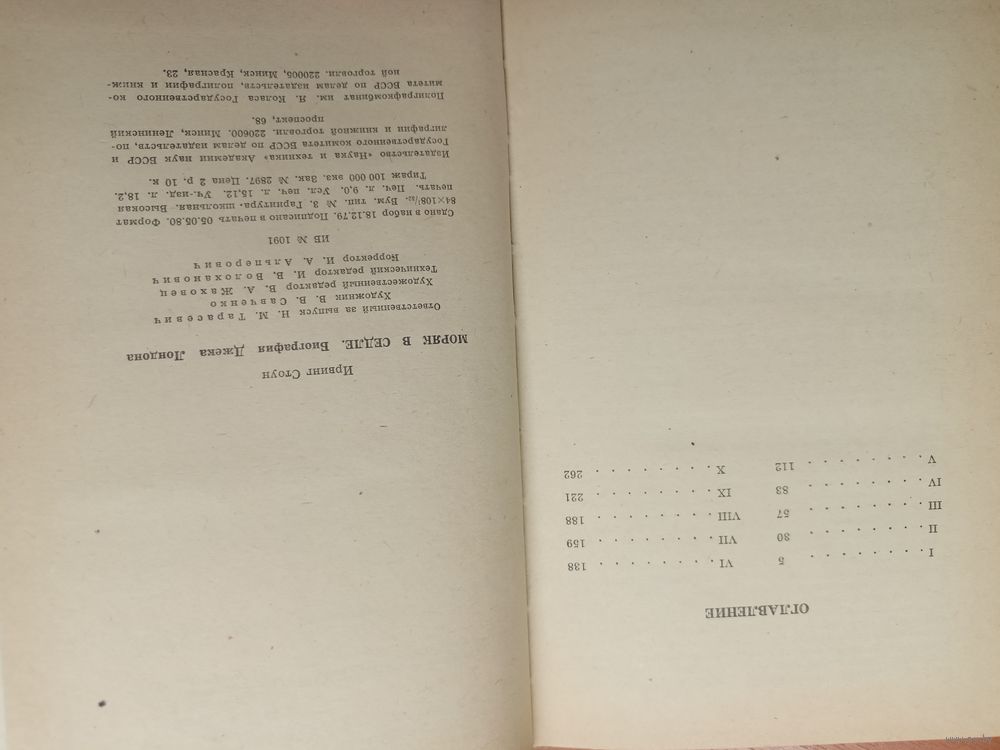 ОГЛАВЛЕНИЕ
I . . . . . . . . 5
II . . . . . . . . 30
III . . . . . . . . 57
IV . . . . . . . . 83
V . . . . . . . . 112
VI . . . . . . . . 138
VII . . . . . . . . 159
VIII . . . . . . . . 188
IX . . . . . . . . 221
X . . . . . . . . 262
Ирвинг Стоун
МОРЯК В СЕДЛЕ. Биография Джека Лондона
Ответственный за выпуск Н. М. Тарасевич
Художник В. В. Савченко
Художественный редактор В. А. Жаховец
Технический редактор И. В. Волоханович
Корректор И. А. Альперович
ИБ № 1091
Сдано в набор 18.12.79. Подписано в печать 05.05.80. Формат
84×108¹/₃₂. Бум. тип. № 3. Гарнитура школьная. Высокая
печать. Печ. л. 9,0. Усл. печ. л. 15,12. Уч.-изд. л. 18,2.
Тираж 100 000 экз. Зак. № 2897. Цена 2 р. 10 к.
Издательство «Наука и техника» Академии наук БССР и
Государственного комитета БССР по делам издательств, по-
лиграфии и книжной торговли. 220600. Минск, Ленинский
проспект, 68.
Полиграфкомбинат им. Я. Коласа Государственного ко-
митета БССР по делам издательств, полиграфии и книж-
ной торговли. 220005, Минск, Красная, 23.